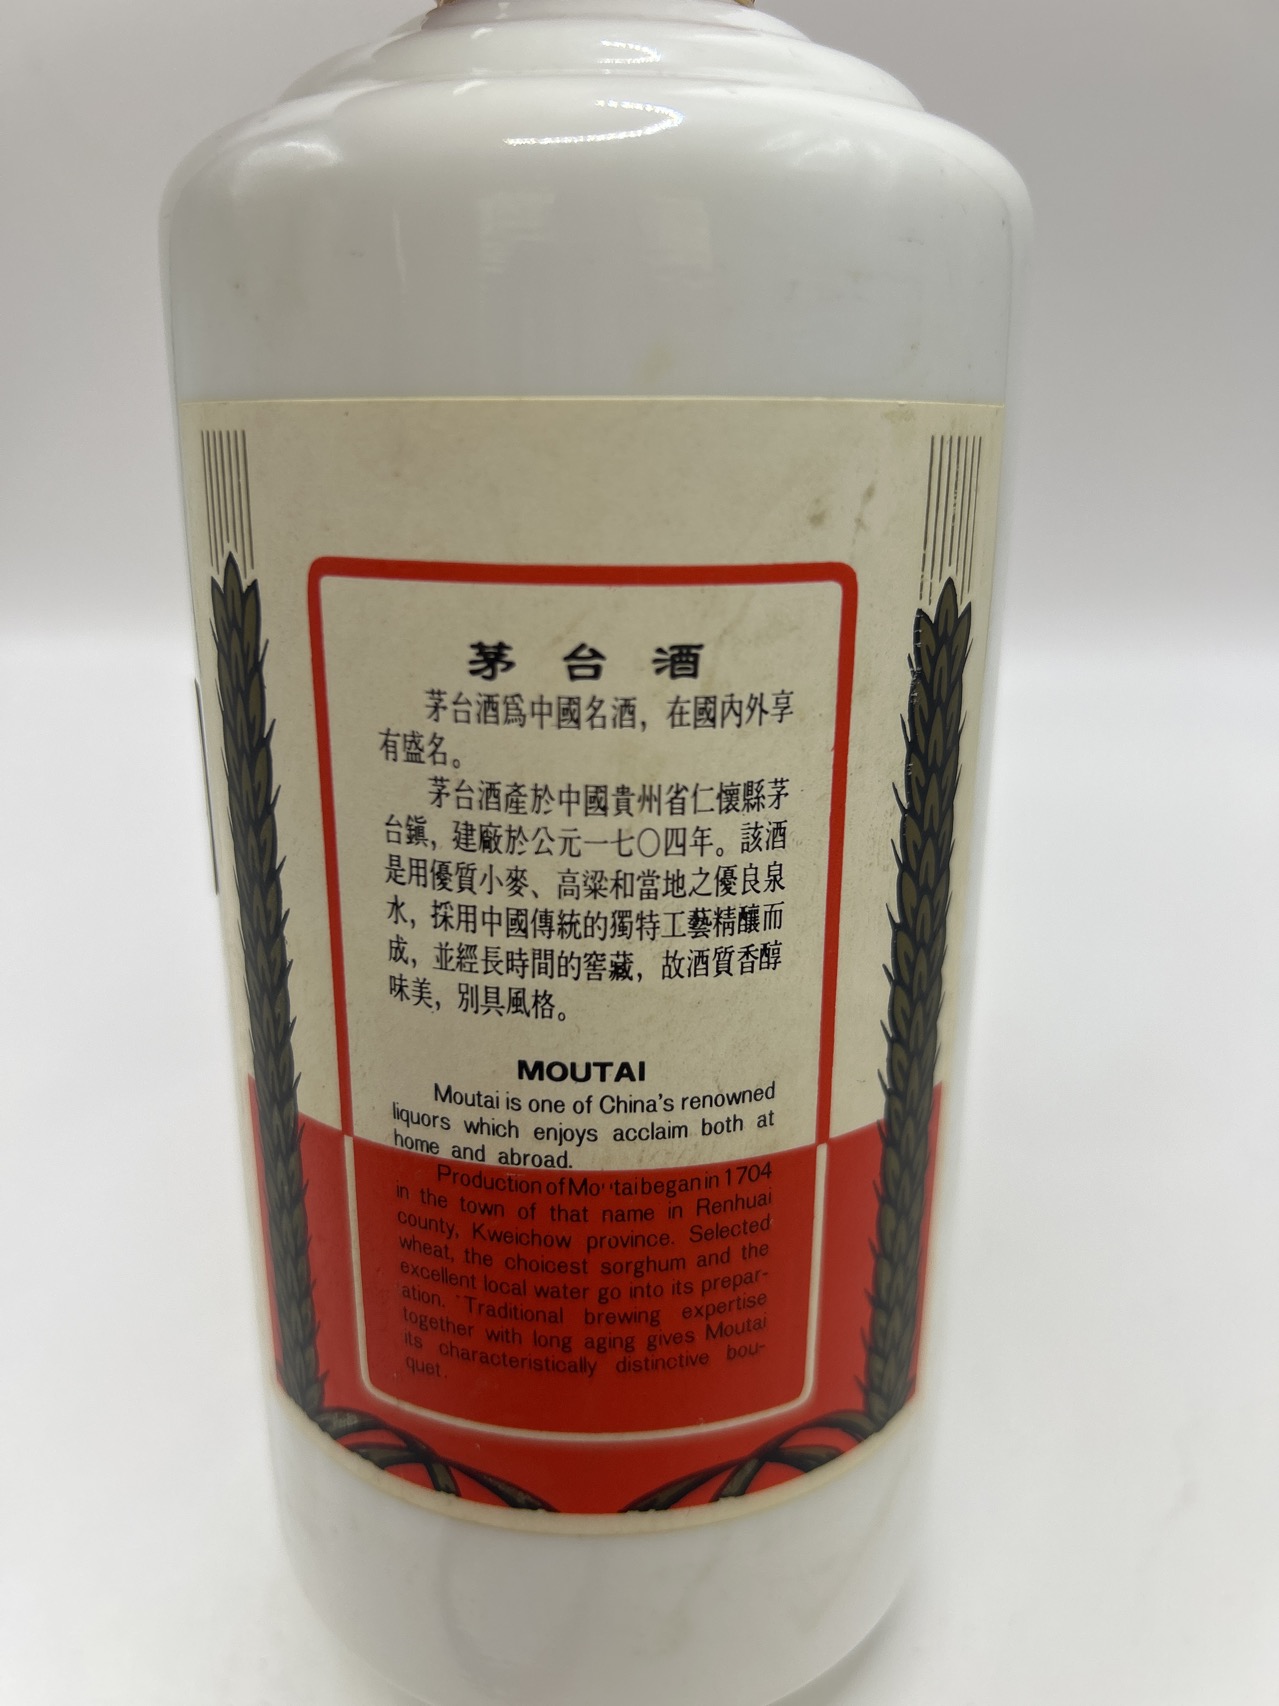 茅台酒
茅台酒爲中國名酒，在國內外享
有盛名。
茅台酒產於中國貴州省仁懷縣茅
台鎭，建廠於公元一七〇四年。該酒
是用優質小麥、高粱和當地之優良泉
水，採用中國傳統的獨特工藝精釀而
成，並經長時間的窖藏，故酒質香醇
味美，別具風格。
MOUTAI
Moutai is one of China's renowned
liquors which enjoys acclaim both at
home and abroad.
Production of Moutai began in 1704
in the town of that name in Renhuai
county, Kweichow province. Selected
wheat, the choicest sorghum and the
excellent local water go into its prepar-
ation. Traditional brewing expertise
together with long aging gives Moutai
its characteristically distinctive bou-
quet.